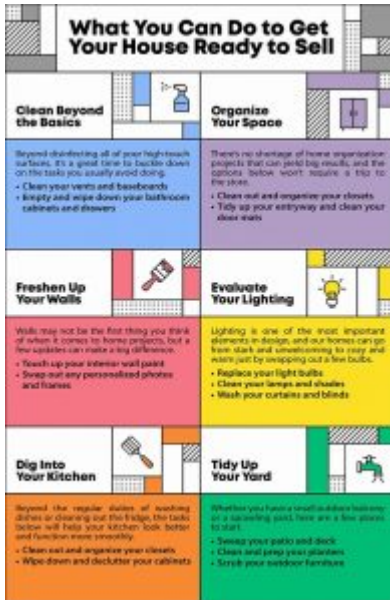 What You Can Do to Get
Your House Ready to Sell
Clean Beyond
the Basics
Beyond disinfecting all of your high-touch
surfaces, it's a great time to buckle down
on the tasks you usually avoid doing.
• Clean your vents and baseboards
• Empty and wipe down your bathroom
cabinets and drawers
Organize
Your Space
There's no shortage of home organization
projects that can yield big results, and the
options below won't require a trip to
the store.
• Clean out and organize your closets
• Tidy up your entryway and clean your
door mats
Freshen Up
Your Walls
Walls may not be the first thing you think
of when it comes to home projects, but a
few updates can make a big difference.
• Touch up your interior wall paint
• Swap out any personalized photos
and frames
Evaluate
Your Lighting
Lighting is one of the most important
elements in design, and our homes can go
from stark and unwelcoming to cozy and
warm just by swapping out a few bulbs.
• Replace your light bulbs
• Clean your lamps and shades
• Wash your curtains and blinds
Dig Into
Your Kitchen
Beyond the regular duties of washing
dishes or cleaning out the fridge, the tasks
below will help your kitchen look better
and function more smoothly.
• Clean out and organize your closets
• Wipe down and declutter your cabinets
Tidy Up
Your Yard
Whether you have a small outdoor balcony
or a sprawling yard, here are a few places
to start.
• Sweep your patio and deck
• Clean and prep your planters
• Scrub your outdoor furniture